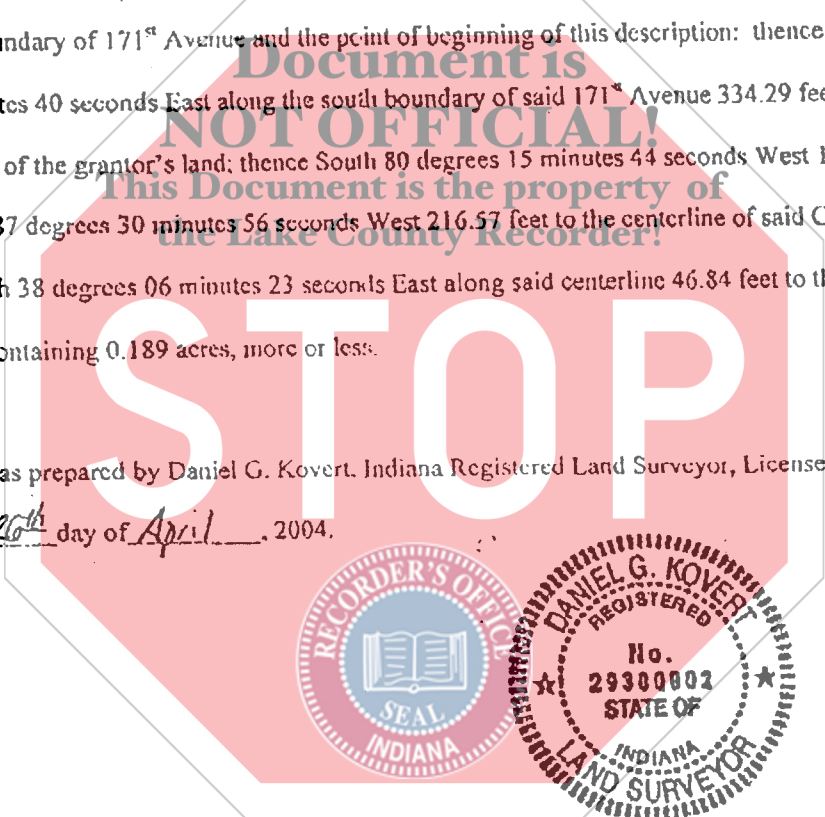 ndary of 171st Avenue and the point of beginning of this description: thence
Document is
tes 40 seconds East along the south boundary of said 171st Avenue 334.29 fee
NOT OFFICIAL!
of the grantor's land; thence South 80 degrees 15 minutes 44 seconds West
This Document is the property of
37 degrees 30 minutes 56 seconds West 216.57 feet to the centerline of said C
the Lake County Recorder!
h 38 degrees 06 minutes 23 seconds East along said centerline 46.84 feet to th
ontaining 0.189 acres, more or less.
STOP
as prepared by Daniel G. Kovert, Indiana Registered Land Surveyor, License
26th day of April, 2004.
RECORDER'S OFFICE
SEAL
INDIANA
DANIEL G. KOVERT
REGISTERED
No.
29300002
STATE OF
INDIANA
LAND SURVEYOR